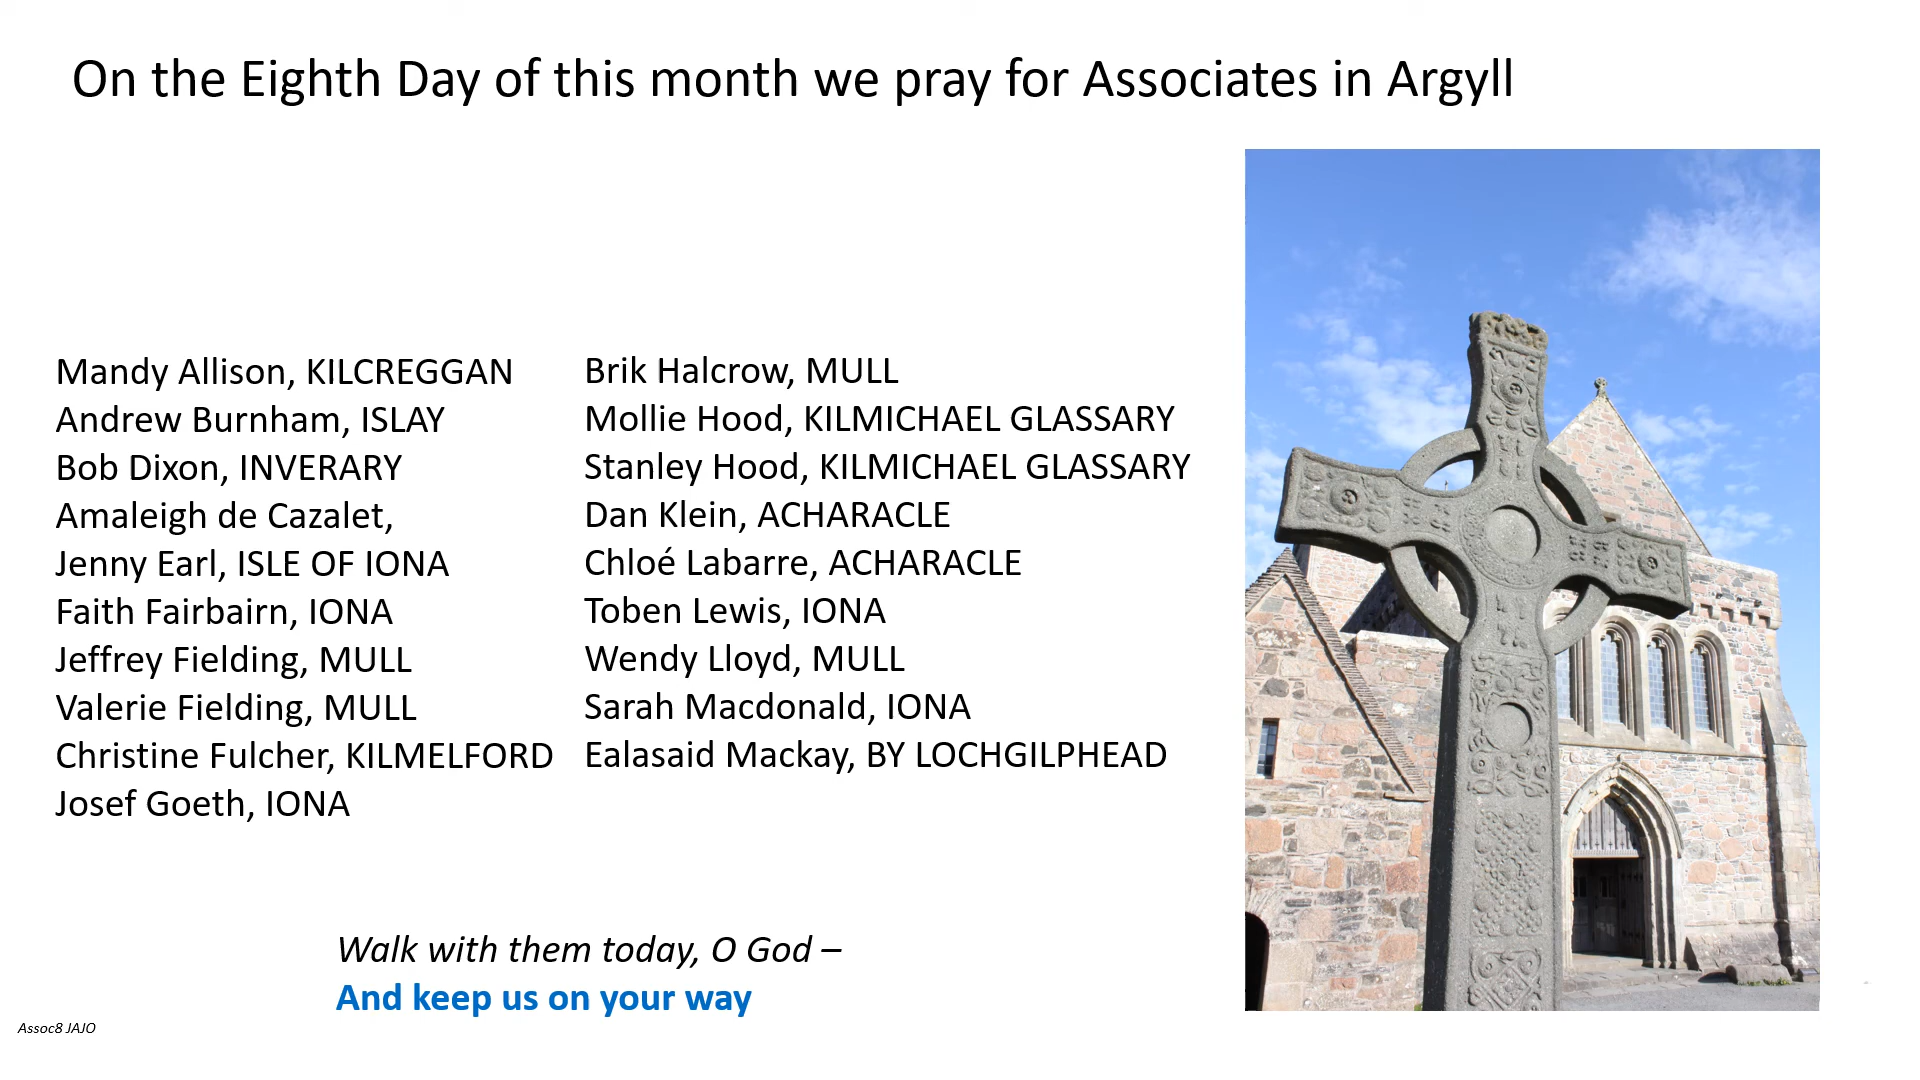 On the Eighth Day of this month we pray for Associates in Argyll
Mandy Allison, KILCREGGAN
Andrew Burnham, ISLAY
Bob Dixon, INVERARY
Amaleigh de Cazalet,
Jenny Earl, ISLE OF IONA
Faith Fairbairn, IONA
Jeffrey Fielding, MULL
Valerie Fielding, MULL
Christine Fulcher, KILMELFORD
Josef Goeth, IONA
Brik Halcrow, MULL
Mollie Hood, KILMICHAEL GLASSARY
Stanley Hood, KILMICHAEL GLASSARY
Dan Klein, ACHARACLE
Chloé Labarre, ACHARACLE
Toben Lewis, IONA
Wendy Lloyd, MULL
Sarah Macdonald, IONA
Ealasaid Mackay, BY LOCHGILPHEAD
Walk with them today, O God –
And keep us on your way
Assoc8 JAJO